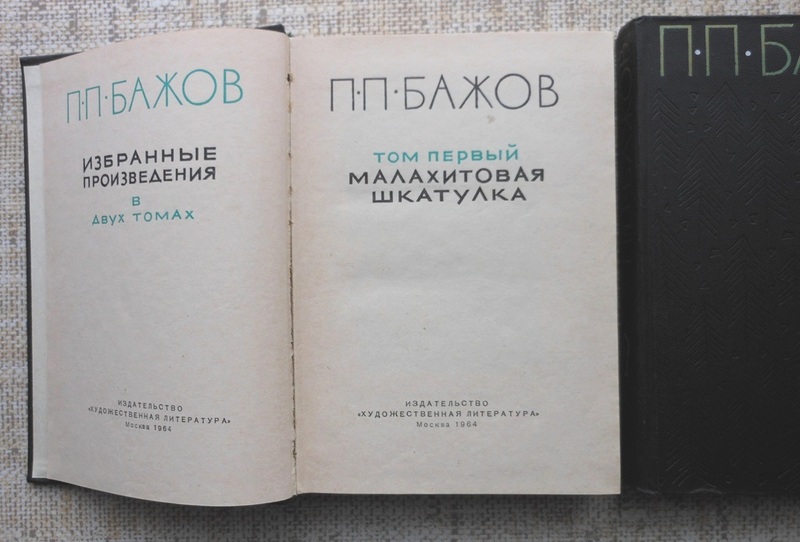 П·П·БАЖОВ
ИЗБРАННЫЕ
ПРОИЗВЕДЕНИЯ
В
ДВУХ ТОМАХ
ИЗДАТЕЛЬСТВО
«ХУДОЖЕСТВЕННАЯ ЛИТЕРАТУРА»
Москва 1964
П·П·БАЖОВ
ТОМ ПЕРВЫЙ
МАЛАХИТОВАЯ
ШКАТУЛКА
ИЗДАТЕЛЬСТВО
«ХУДОЖЕСТВЕННАЯ ЛИТЕРАТУРА»
Москва 1964
П·П·БА